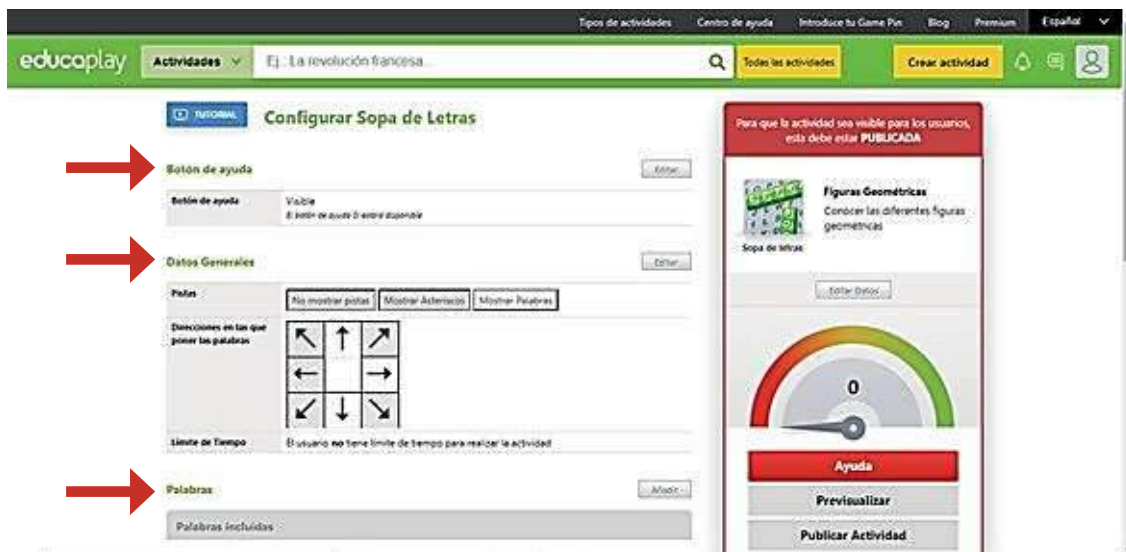 Tipos de actividades Centro de ayuda Introduce tu Game Pin Blog Premium Español
educaplay Actividades Ej.: La revolución francesa... Todas las actividades Crear actividad
TUTORIAL Configurar Sopa de Letras
Botón de ayuda Editar
Botón de ayuda Visible
El botón de ayuda Sí estará disponible
Datos Generales Editar
Pistas No mostrar pistas Mostrar Asteriscos Mostrar Palabras
Direcciones en las que
poner las palabras
Límite de Tiempo El usuario no tiene límite de tiempo para realizar la actividad
Palabras Añadir
Palabras incluidas
Para que la actividad sea visible para los usuarios,
esta debe estar PUBLICADA
Figuras Geométricas
Conocer las diferentes figuras
geométricas
Sopa de letras
Editar Datos
0
Ayuda
Previsualizar
Publicar Actividad